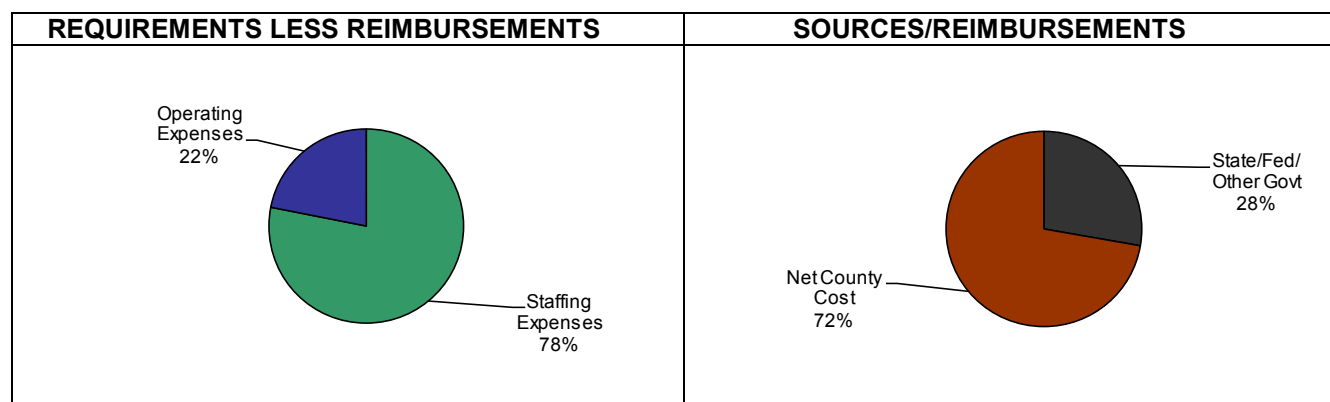 REQUIREMENTS LESS REIMBURSEMENTS
SOURCES/REIMBURSEMENTS
Operating
Expenses
22%
Staffing
Expenses
78%
State/Fed/
Other Govt
28%
Net County
Cost
72%